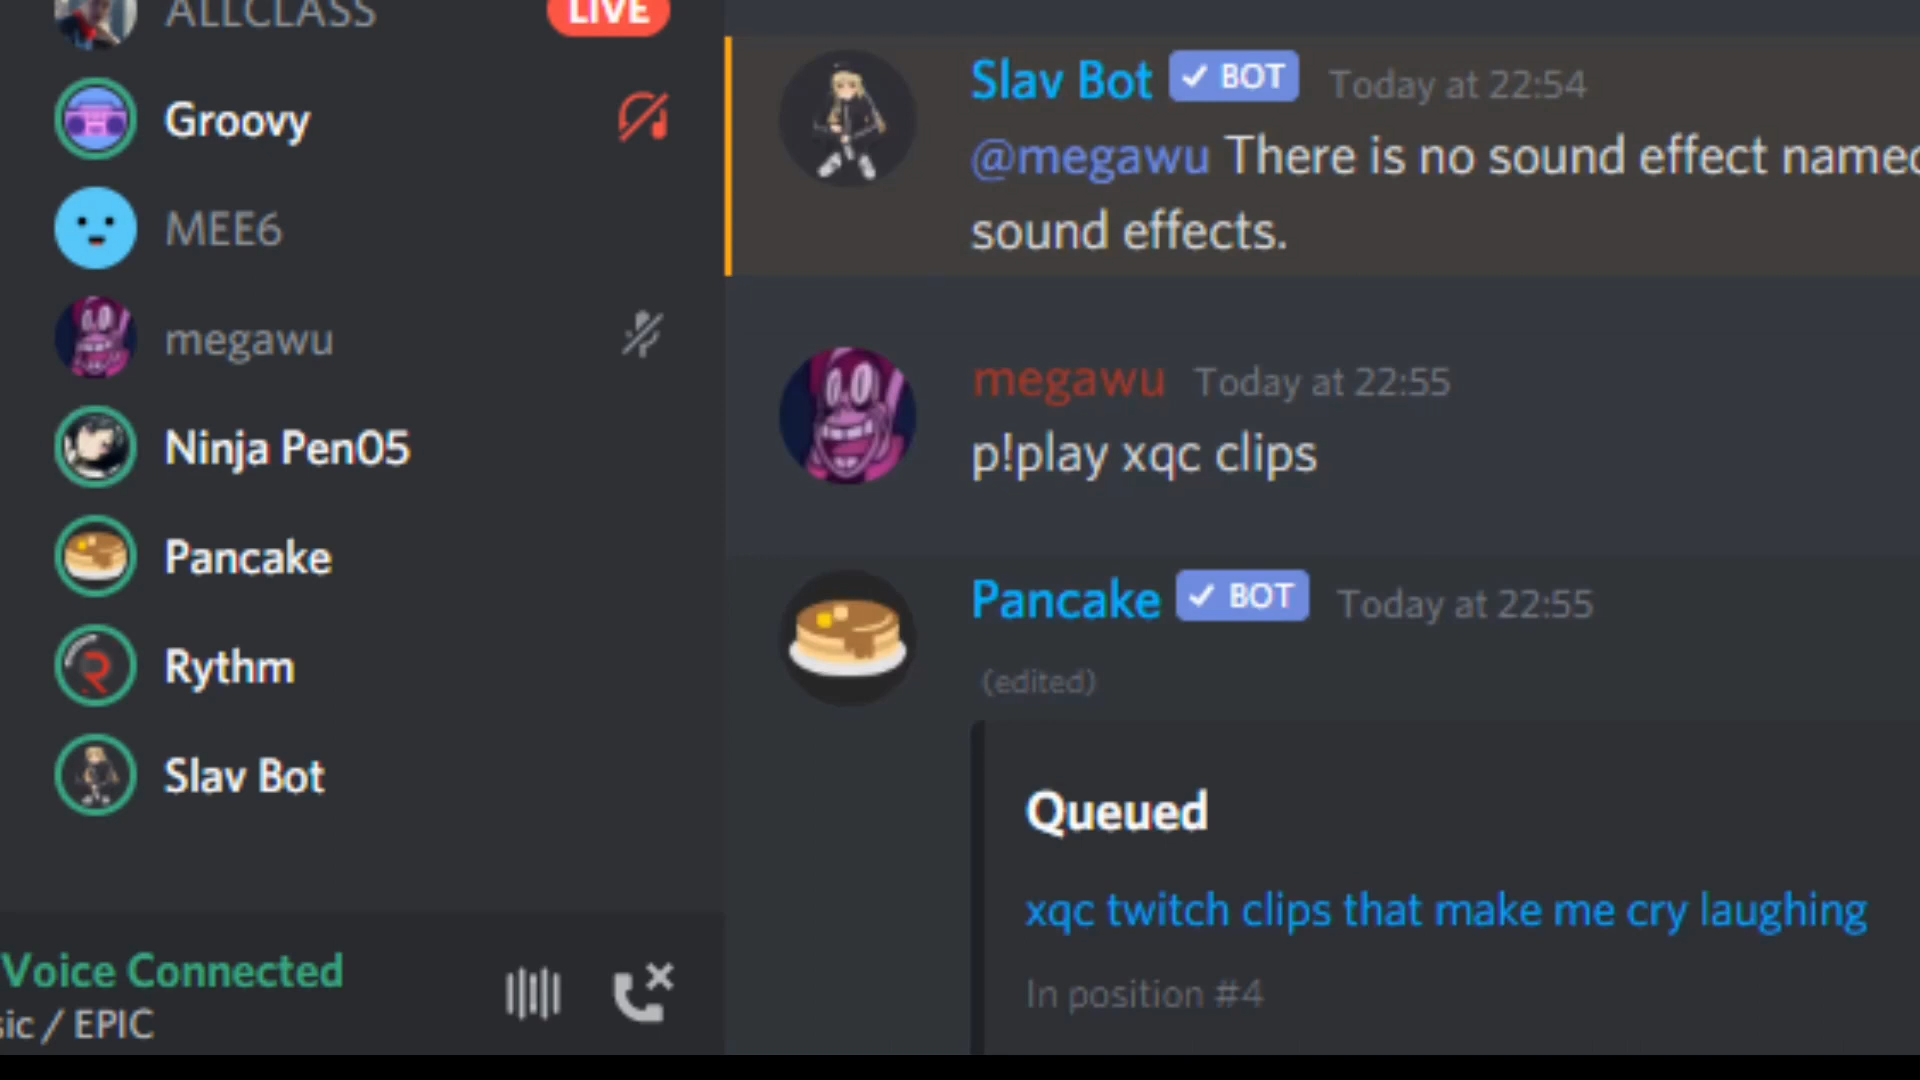 ALLCLASS
LIVE
Groovy
MEE6
megawu
Ninja Pen05
Pancake
Rythm
Slav Bot
Voice Connected
sic / EPIC
Slav Bot ✓ BOT Today at 22:54
@megawu There is no sound effect named
sound effects.
megawu Today at 22:55
p!play xqc clips
Pancake ✓ BOT Today at 22:55
(edited)
Queued
xqc twitch clips that make me cry laughing
In position #4